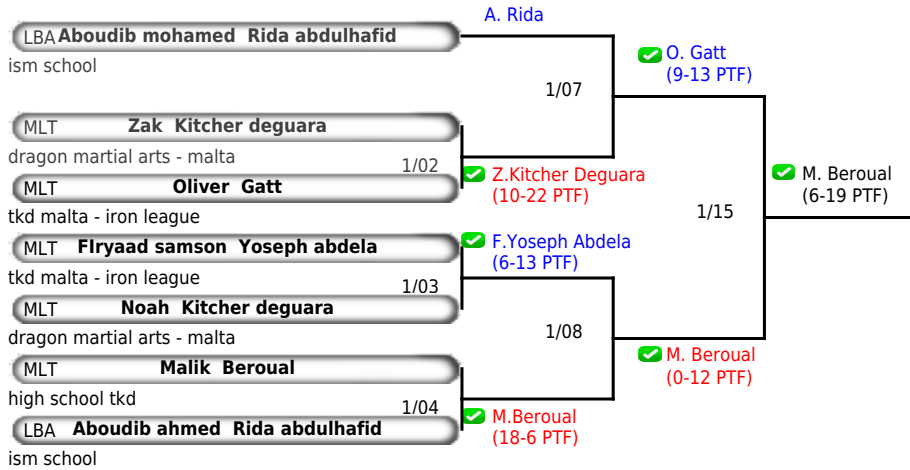 A. Rida
LBA Aboudib mohamed Rida abdulhafid
ism school
O. Gatt
(9-13 PTF)
1/07
MLT Zak Kitcher deguara
dragon martial arts - malta
1/02
Z.Kitcher Deguara
(10-22 PTF)
MLT Oliver Gatt
tkd malta - iron league
M. Beroual
(6-19 PTF)
1/15
MLT FIryaad samson Yoseph abdela
F.Yoseph Abdela
(6-13 PTF)
tkd malta - iron league
1/03
MLT Noah Kitcher deguara
dragon martial arts - malta
1/08
M. Beroual
(0-12 PTF)
MLT Malik Beroual
high school tkd
1/04
M.Beroual
(18-6 PTF)
LBA Aboudib ahmed Rida abdulhafid
ism school